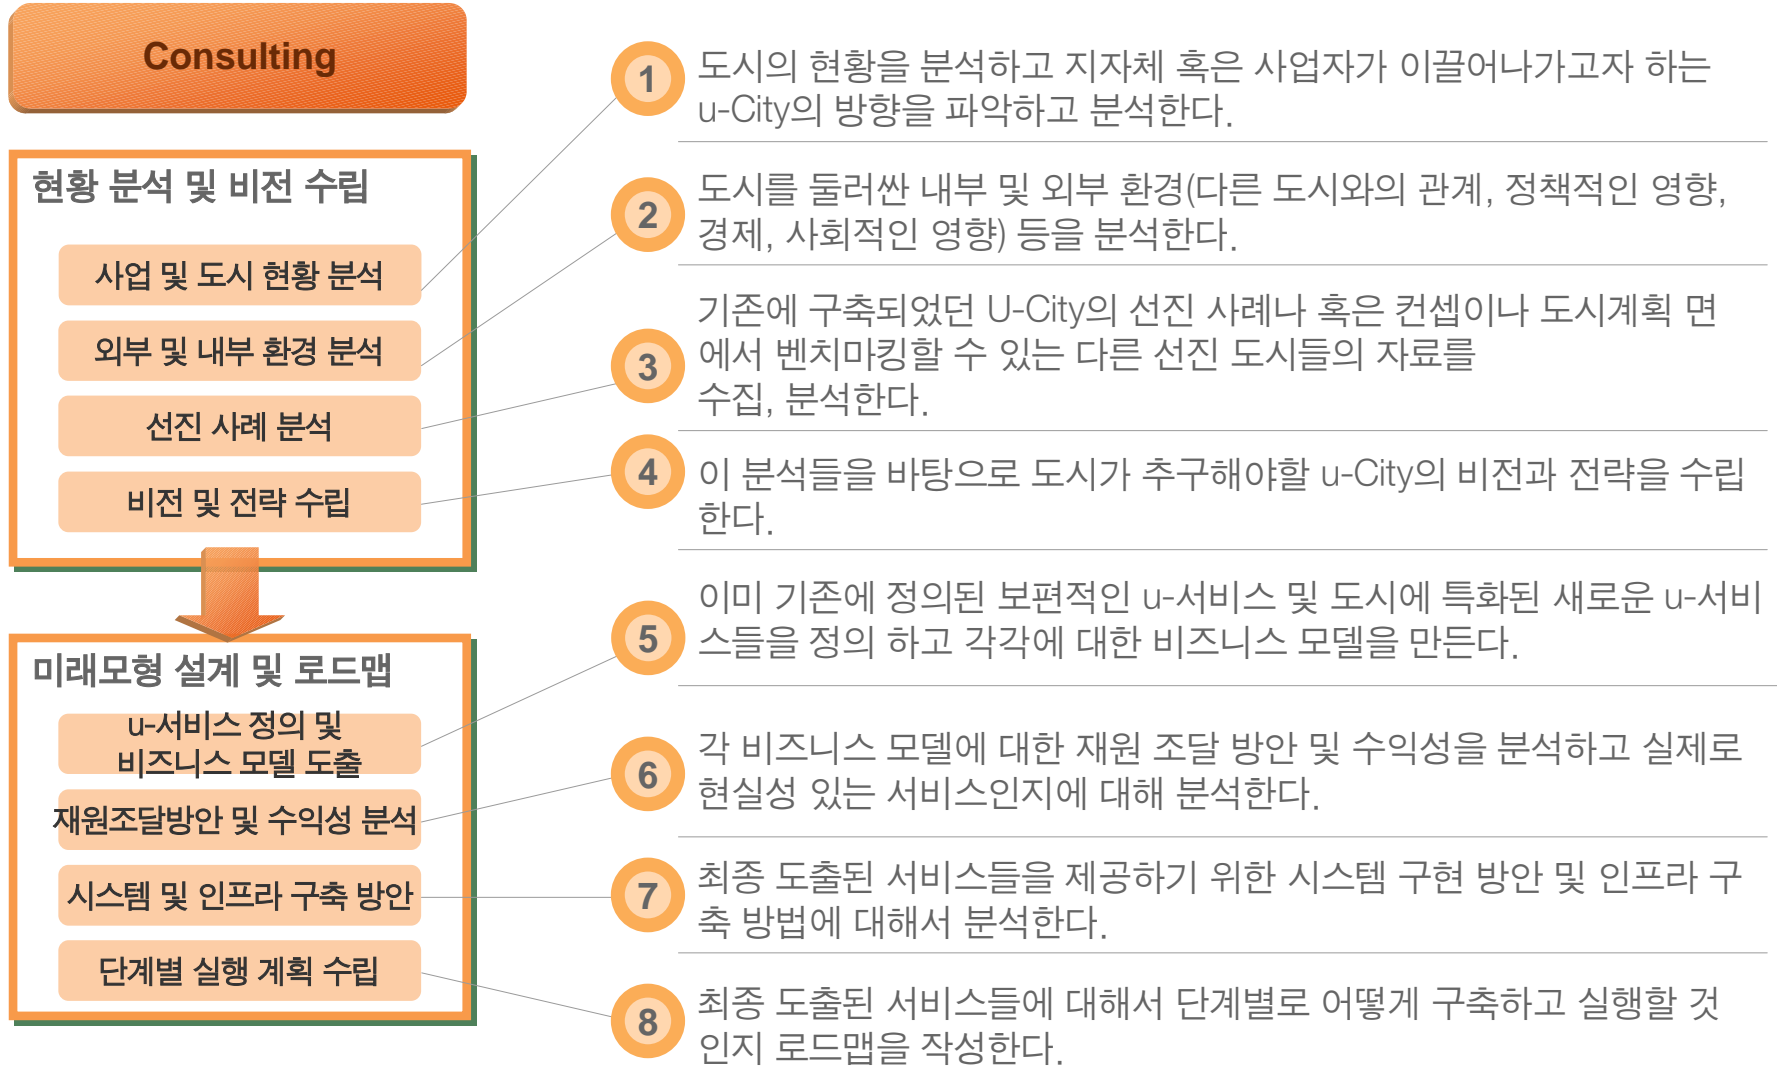 Consulting
현황 분석 및 비전 수립
사업 및 도시 현황 분석
외부 및 내부 환경 분석
선진 사례 분석
비전 및 전략 수립
미래모형 설계 및 로드맵
u-서비스 정의 및
비즈니스 모델 도출
재원조달방안 및 수익성 분석
시스템 및 인프라 구축 방안
단계별 실행 계획 수립
1
도시의 현황을 분석하고 지자체 혹은 사업자가 이끌어나가고자 하는
u-City의 방향을 파악하고 분석한다.
2
도시를 둘러싼 내부 및 외부 환경(다른 도시와의 관계, 정책적인 영향,
경제, 사회적인 영향) 등을 분석한다.
3
기존에 구축되었던 U-City의 선진 사례나 혹은 컨셉이나 도시계획 면
에서 벤치마킹할 수 있는 다른 선진 도시들의 자료를
수집, 분석한다.
4
이 분석들을 바탕으로 도시가 추구해야할 u-City의 비전과 전략을 수립
한다.
5
이미 기존에 정의된 보편적인 u-서비스 및 도시에 특화된 새로운 u-서비
스들을 정의 하고 각각에 대한 비즈니스 모델을 만든다.
6
각 비즈니스 모델에 대한 재원 조달 방안 및 수익성을 분석하고 실제로
현실성 있는 서비스인지에 대해 분석한다.
7
최종 도출된 서비스들을 제공하기 위한 시스템 구현 방안 및 인프라 구
축 방법에 대해서 분석한다.
8
최종 도출된 서비스들에 대해서 단계별로 어떻게 구축하고 실행할 것
인지 로드맵을 작성한다.